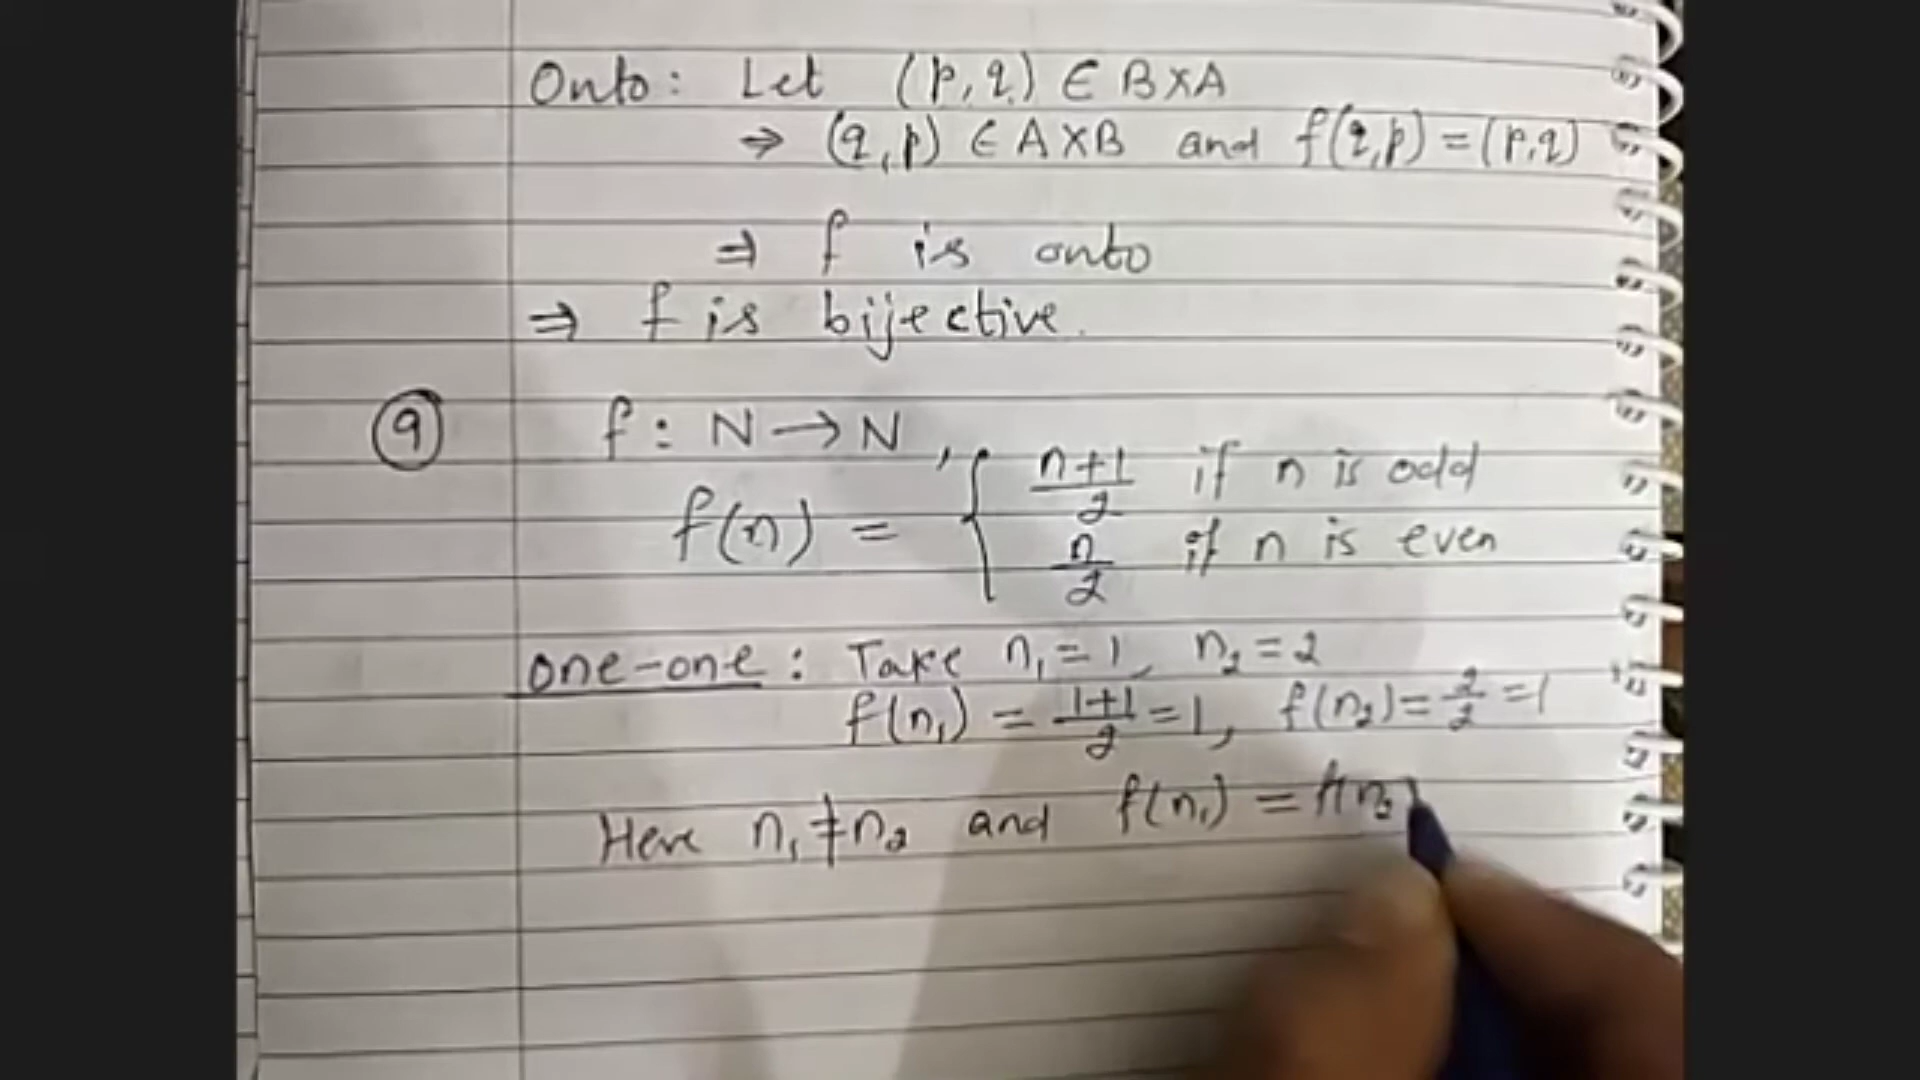 Onto: Let (p,q) ∈ B×A
⇒ (q,p) ∈ A×B and f(q,p) = (p,q)
⇒ f is onto
⇒ f is bijective.
9 f : N → N ,
f(n) = { n+1/2 if n is odd
n/2 if n is even
one-one : Take n₁ = 1, n₂ = 2
f(n₁) = 1+1/2 = 1, f(n₂) = 2/2 = 1
Here n₁ ≠ n₂ and f(n₁) = f(n₂)